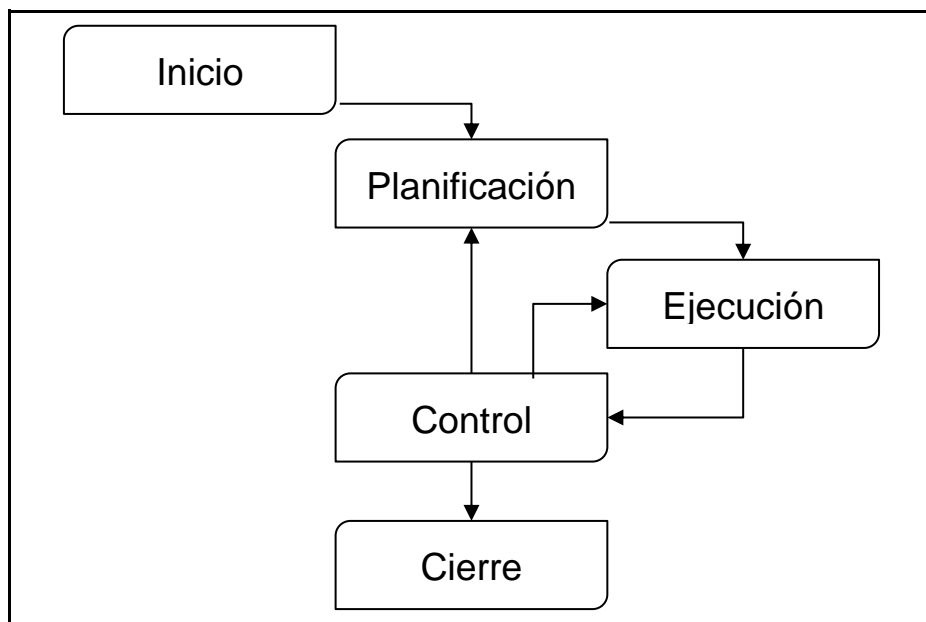 Inicio
Planificación
Ejecución
Control
Cierre